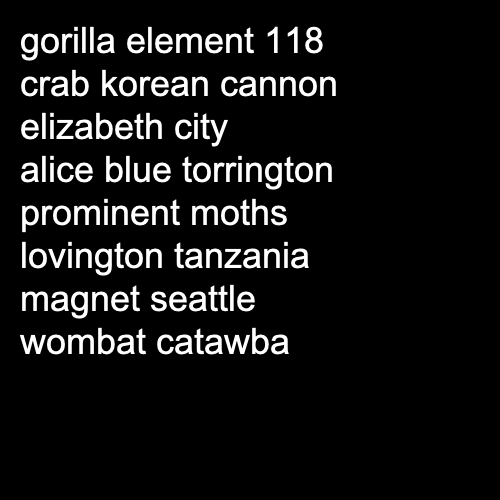 gorilla element 118
crab korean cannon
elizabeth city
alice blue torrington
prominent moths
lovington tanzania
magnet seattle
wombat catawba